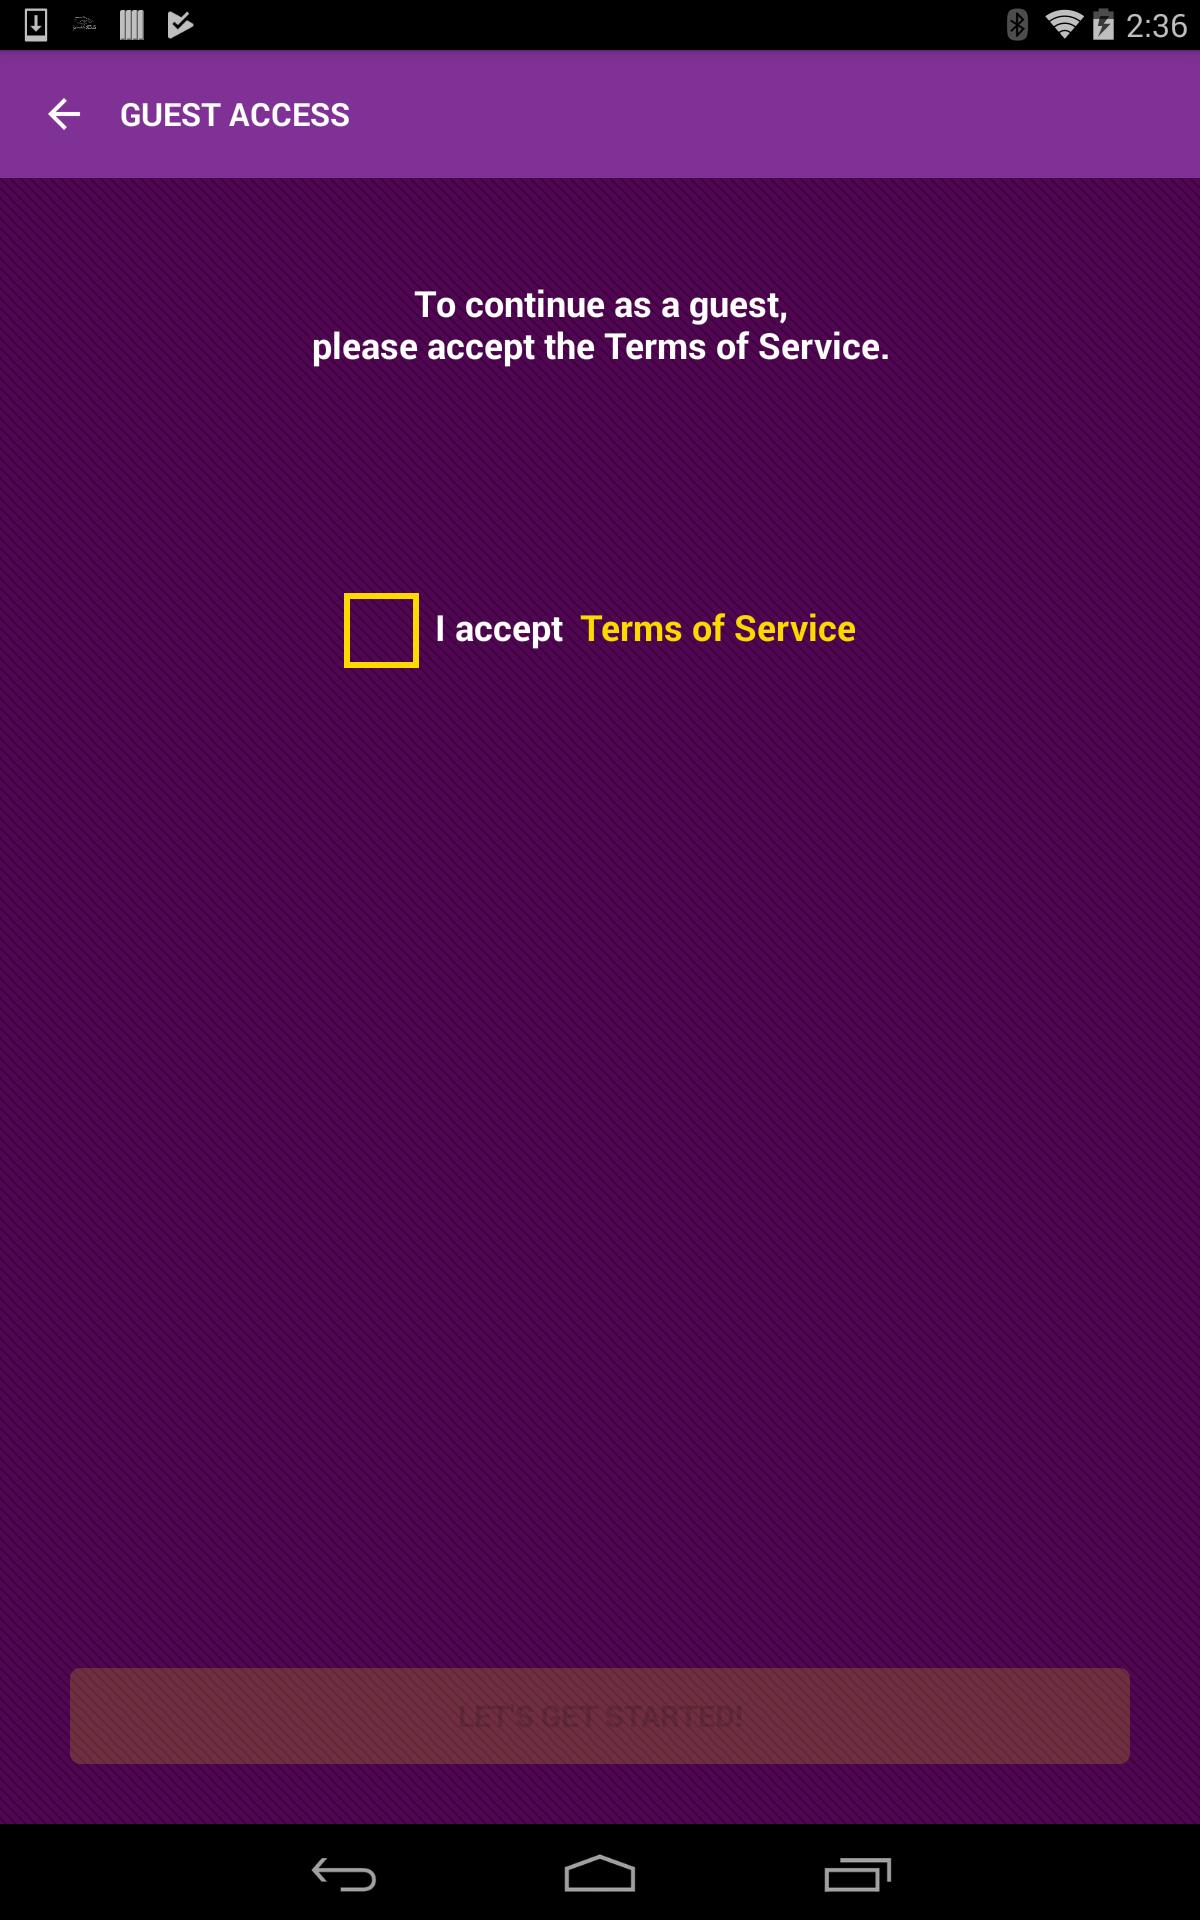 2:36
GUEST ACCESS
To continue as a guest,
please accept the Terms of Service.
I accept Terms of Service
LET'S GET STARTED!